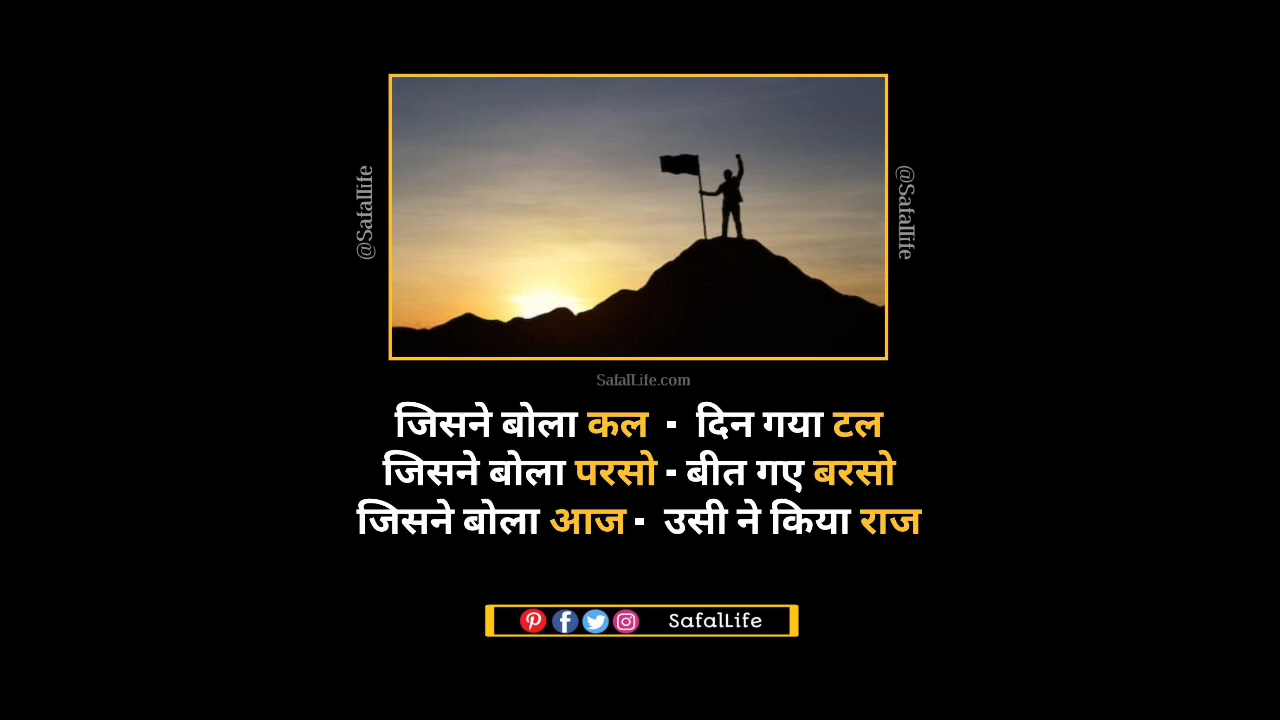 @Safallife
@Safallife
SafalLife.com
जिसने बोला कल - दिन गया टल
जिसने बोला परसो - बीत गए बरसो
जिसने बोला आज - उसी ने किया राज
SafalLife